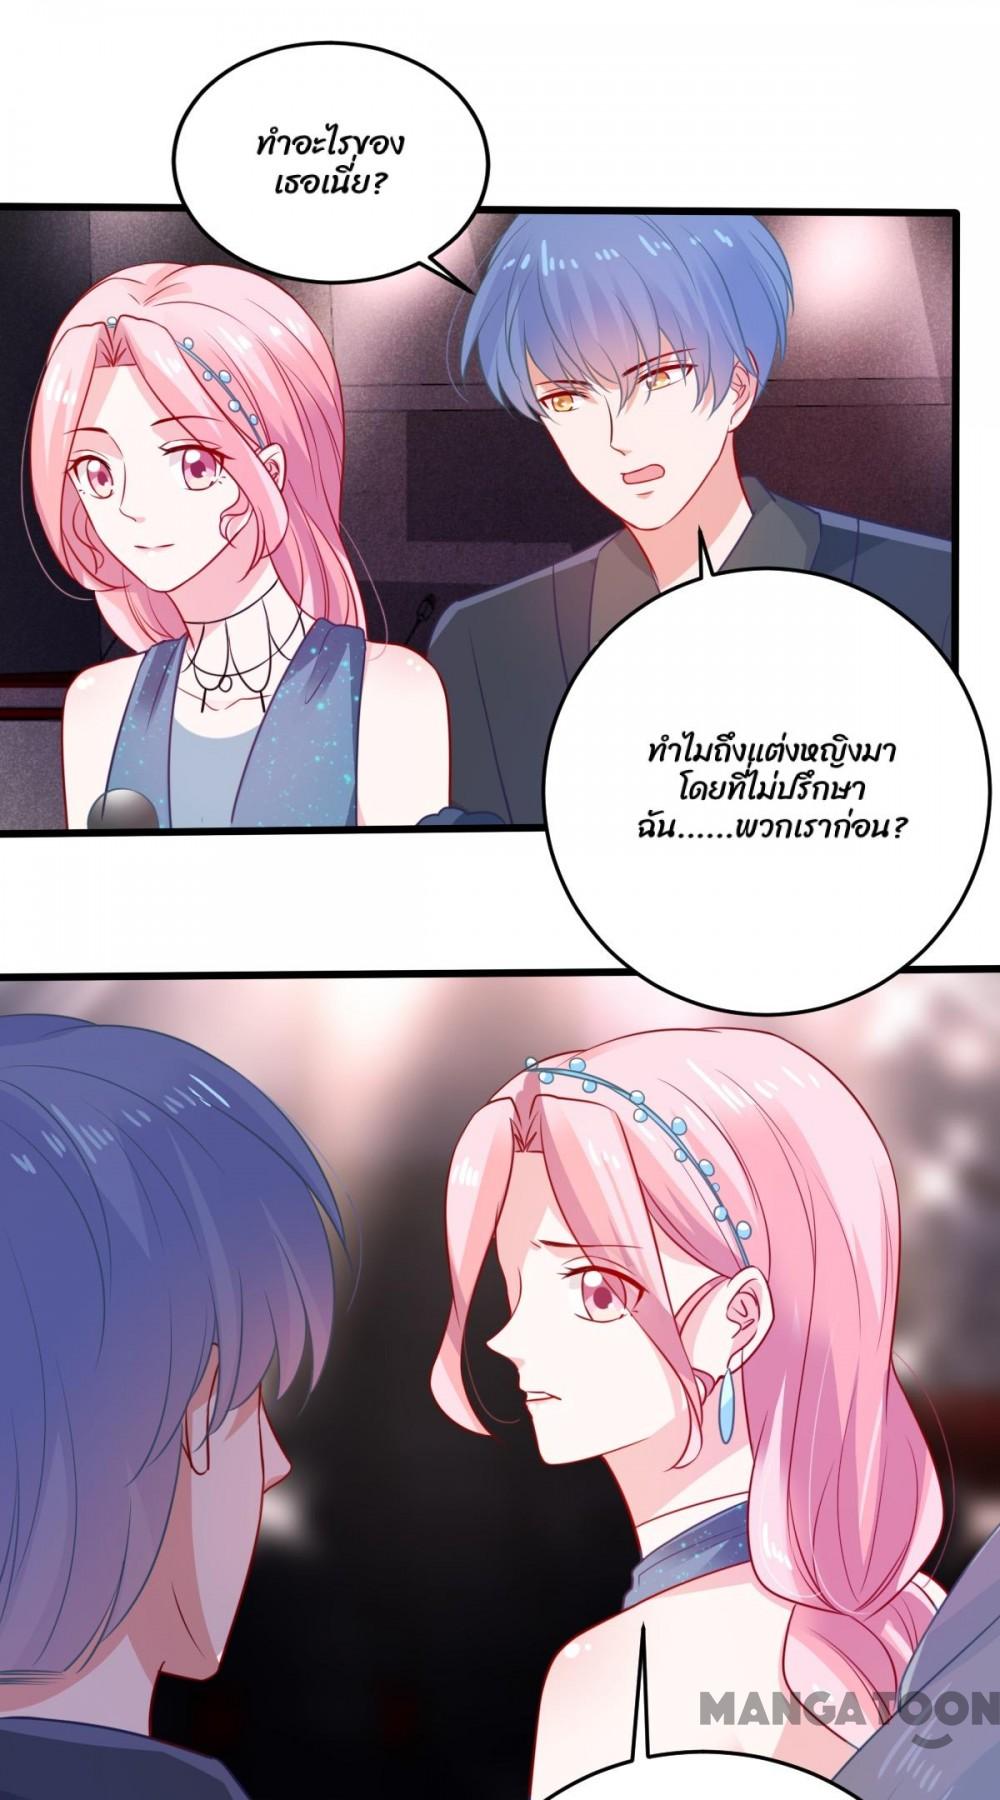 ทำอะไรของ
เธอเนี่ย?
ทำไมถึงแต่งหญิงมา
โดยที่ไม่ปรึกษา
ฉัน......พวกเราก่อน?
MANGATOON